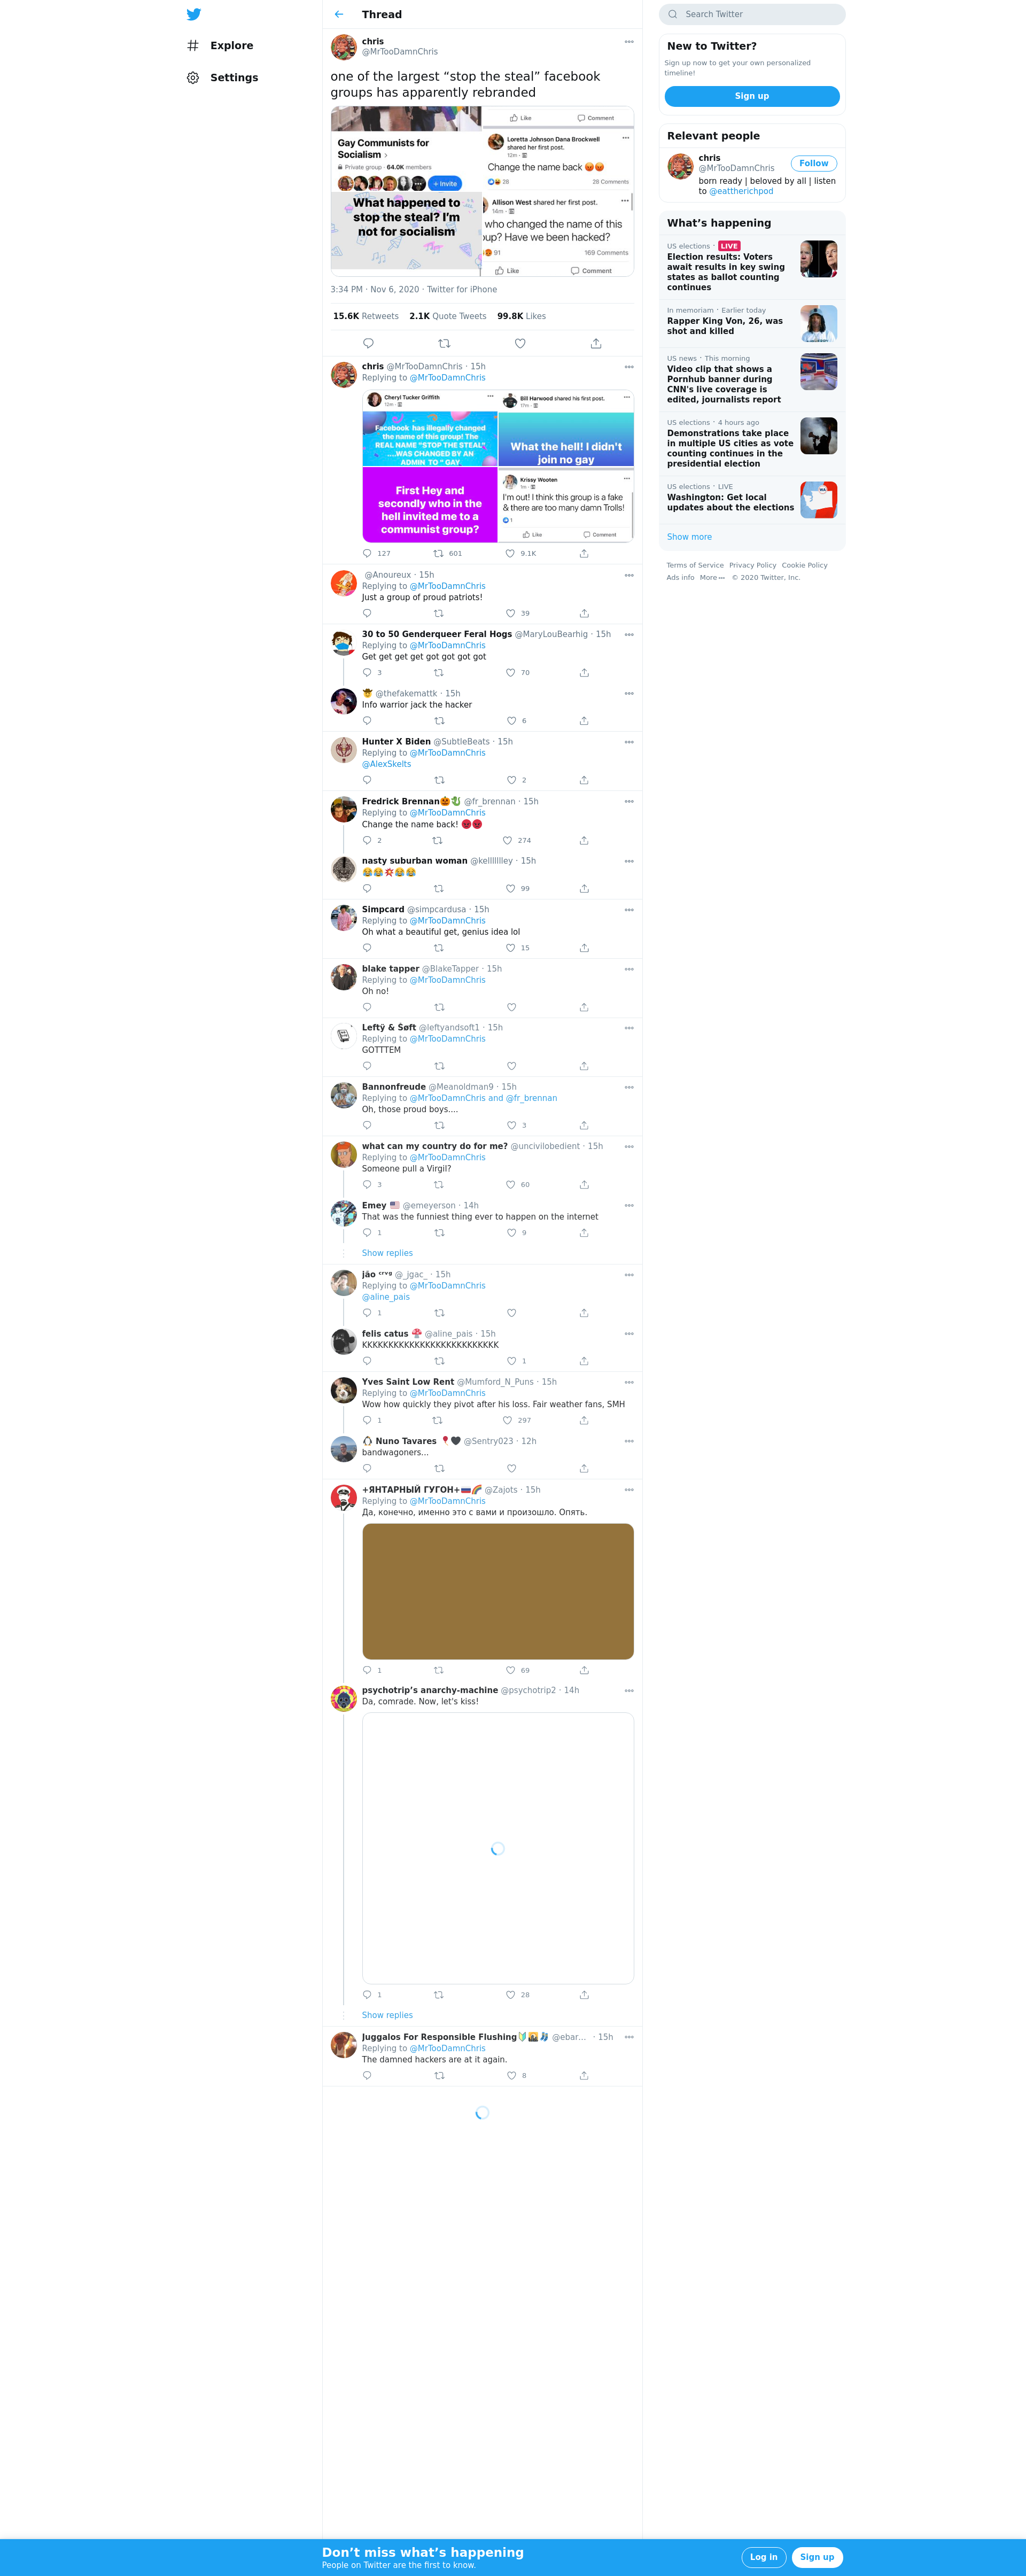 Explore
Settings
Thread
chris
@MrTooDamnChris
one of the largest “stop the steal” facebook
groups has apparently rebranded
Gay Communities for
Socialism ›
Private group · 64.0K members
+ Invite
What happened to
stop the steal? I’m
not for socialism
Like Comment
Loretta Johnson Dana Brockwell
shared her first post.
12m
Change the name back 😡😡
28 28 Comments
Allison West shared her first post.
14m
who changed the name of this
oup? Have we been hacked?
91 169 Comments
Like Comment
3:34 PM · Nov 6, 2020 · Twitter for iPhone
15.6K Retweets 2.1K Quote Tweets 99.8K Likes
chris @MrTooDamnChris · 15h
Replying to @MrTooDamnChris
Cheryl Tucker Griffith
Facebook has illegally changed
the name of this group! The
REAL NAME "STOP THE STEAL"
.....WAS CHANGED BY AN
ADMIN TO " GAY
Bill Harwood shared his first post.
17m
What the hell! I didn't
join no gay
First Hey and
secondly who in the
hell invited me to a
communist group?
Krissy Wooten
1m
I'm out! I think this group is a fake
& there are too many damn Trolls!
1
Like Comment
127 601 9.1K
@Anoureux · 15h
Replying to @MrTooDamnChris
Just a group of proud patriots!
39
30 to 50 Genderqueer Feral Hogs @MaryLouBearhig · 15h
Replying to @MrTooDamnChris
Get get get get got got got got
3 70
🤠 @thefakemattk · 15h
Info warrior jack the hacker
6
Hunter X Biden @SubtleBeats · 15h
Replying to @MrTooDamnChris
@AlexSkelts
2
Fredrick Brennan🎃🐉 @fr_brennan · 15h
Replying to @MrTooDamnChris
Change the name back! 😡😡
2 274
nasty suburban woman @kellllllley · 15h
😂😂💥😂😂
99
Simpcard @simpcardusa · 15h
Replying to @MrTooDamnChris
Oh what a beautiful get, genius idea lol
15
blake tapper @BlakeTapper · 15h
Replying to @MrTooDamnChris
Oh no!
Leftÿ & Šøft @leftyandsoft1 · 15h
Replying to @MrTooDamnChris
GOTTTEM
Bannonfreude @Meanoldman9 · 15h
Replying to @MrTooDamnChris and @fr_brennan
Oh, those proud boys....
3
what can my country do for me? @uncivilobedient · 15h
Replying to @MrTooDamnChris
Someone pull a Virgil?
3 60
Emey 🇺🇸 @emeyerson · 14h
That was the funniest thing ever to happen on the internet
1 9
Show replies
jão ᶜʳᵛᵍ @_jgac_ · 15h
Replying to @MrTooDamnChris
@aline_pais
1
felis catus 🍄 @aline_pais · 15h
KKKKKKKKKKKKKKKKKKKKKKKKKK
1
Yves Saint Low Rent @Mumford_N_Puns · 15h
Replying to @MrTooDamnChris
Wow how quickly they pivot after his loss. Fair weather fans, SMH
1 297
🐧 Nuno Tavares 🎈🖤 @Sentry023 · 12h
bandwagoners...
+ЯНТАРНЫЙ ГУГОН+🇷🇺🌈 @Zajots · 15h
Replying to @MrTooDamnChris
Да, конечно, именно это с вами и произошло. Опять.
1 69
psychotrip’s anarchy-machine @psychotrip2 · 14h
Da, comrade. Now, let's kiss!
1 28
Show replies
Juggalos For Responsible Flushing @ebar… · 15h
Replying to @MrTooDamnChris
The damned hackers are at it again.
8
Search Twitter
New to Twitter?
Sign up now to get your own personalized
timeline!
Sign up
Relevant people
chris
@MrTooDamnChris
Follow
born ready | beloved by all | listen
to @eattherichpod
What’s happening
US elections · LIVE
Election results: Voters
await results in key swing
states as ballot counting
continues
In memoriam · Earlier today
Rapper King Von, 26, was
shot and killed
US news · This morning
Video clip that shows a
Pornhub banner during
CNN's live coverage is
edited, journalists report
US elections · 4 hours ago
Demonstrations take place
in multiple US cities as vote
counting continues in the
presidential election
US elections · LIVE
Washington: Get local
updates about the elections
Show more
Terms of Service Privacy Policy Cookie Policy
Ads info More ••• © 2020 Twitter, Inc.
Don’t miss what’s happening
People on Twitter are the first to know.
Log in
Sign up